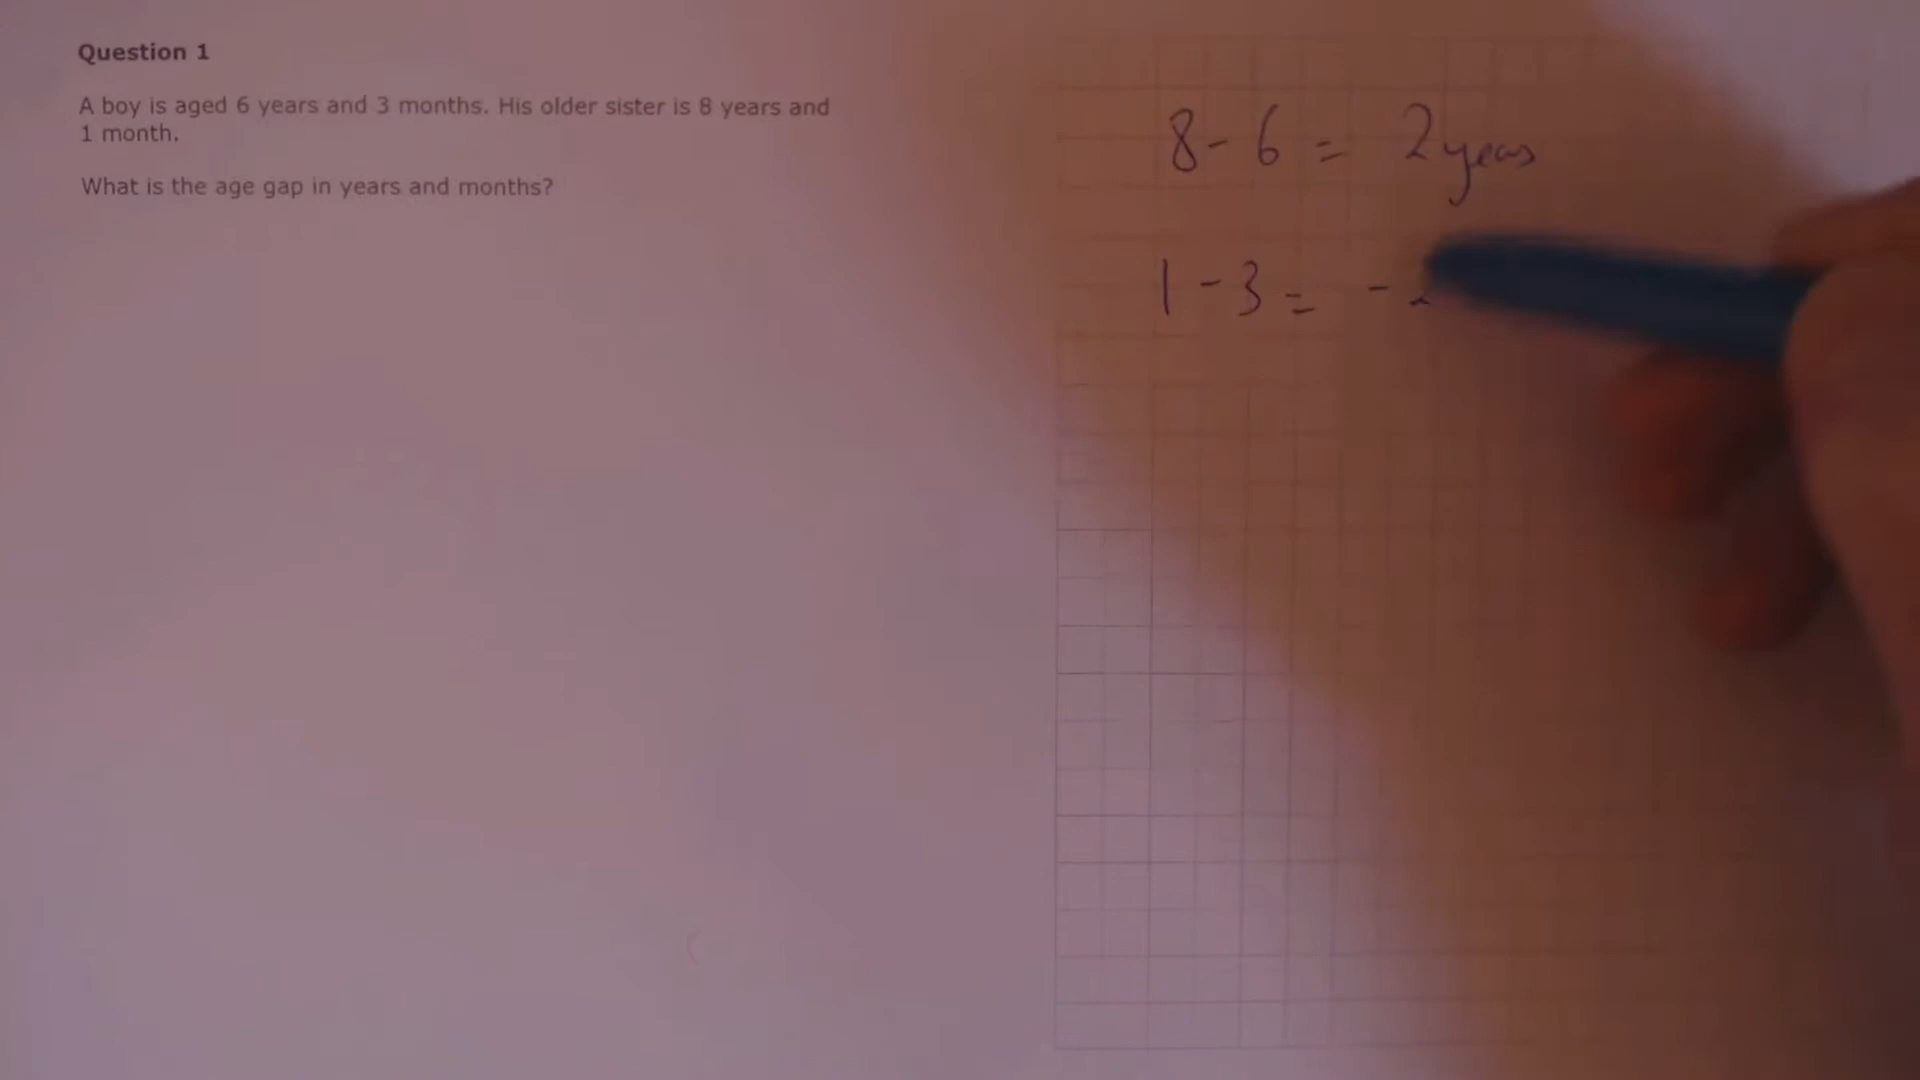 Question 1
A boy is aged 6 years and 3 months. His older sister is 8 years and
1 month.
What is the age gap in years and months?
8 - 6 = 2 years
1 - 3 = - 2